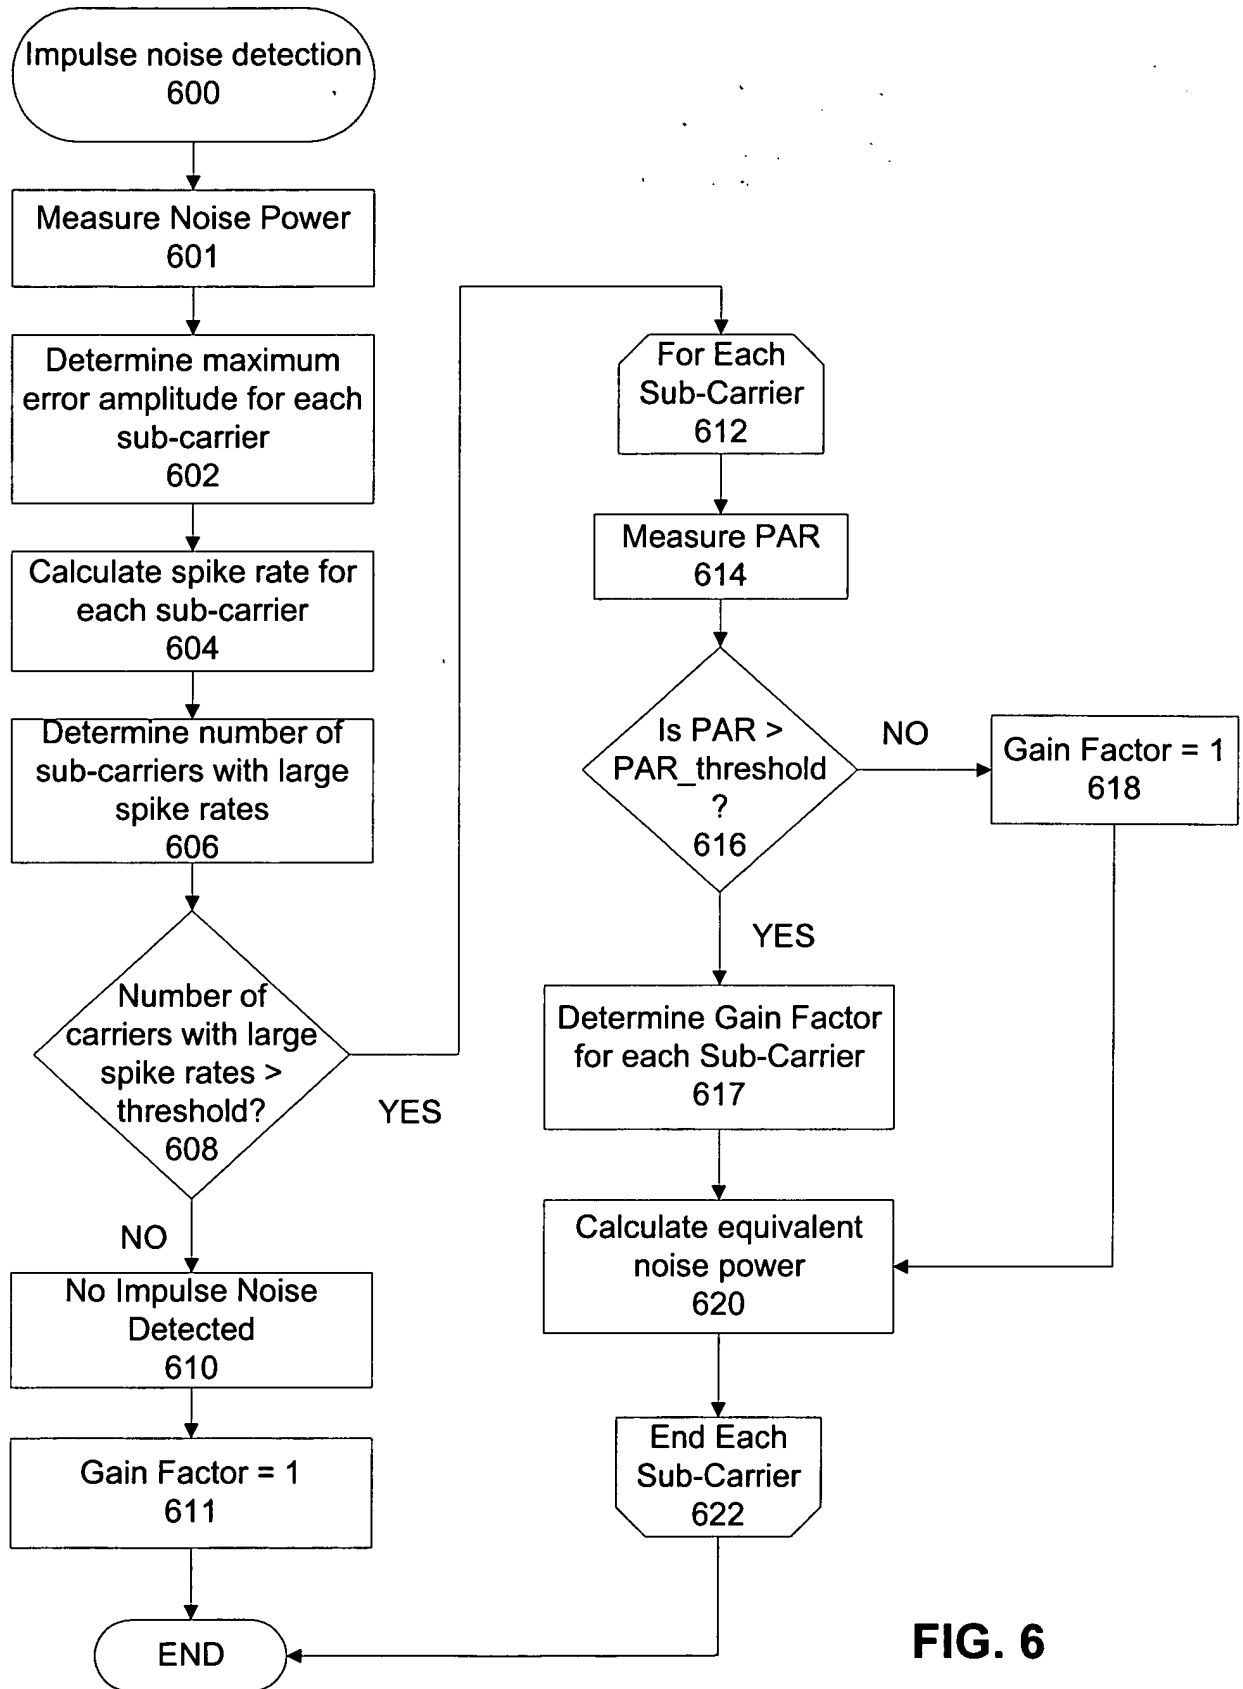 Impulse noise detection
600
Measure Noise Power
601
Determine maximum
error amplitude for each
sub-carrier
602
Calculate spike rate for
each sub-carrier
604
Determine number of
sub-carriers with large
spike rates
606
Number of
carriers with large
spike rates >
threshold?
608
YES
NO
No Impulse Noise
Detected
610
Gain Factor = 1
611
END
For Each
Sub-Carrier
612
Measure PAR
614
Is PAR >
PAR_threshold
?
616
NO
Gain Factor = 1
618
YES
Determine Gain Factor
for each Sub-Carrier
617
Calculate equivalent
noise power
620
End Each
Sub-Carrier
622
FIG. 6